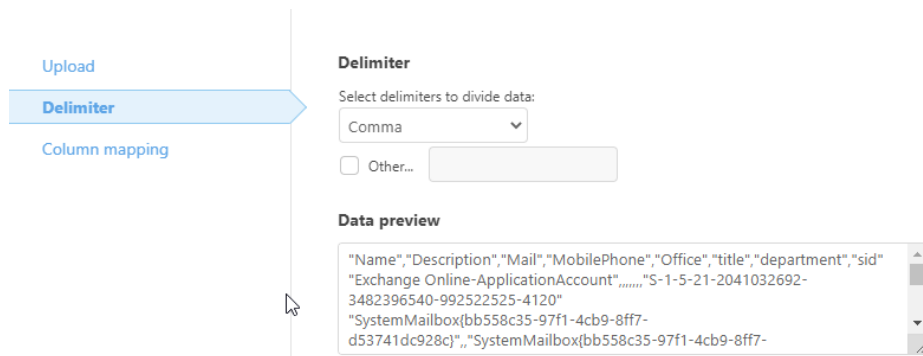 Upload
Delimiter
Column mapping
Delimiter
Select delimiters to divide data:
Comma
Other...
Data preview
"Name","Description","Mail","MobilePhone","Office","title","department","sid"
"Exchange Online-ApplicationAccount",,,,,,,"S-1-5-21-2041032692-
3482396540-992522525-4120"
"SystemMailbox{bb558c35-97f1-4cb9-8ff7-
d53741dc928c}",,"SystemMailbox{bb558c35-97f1-4cb9-8ff7-